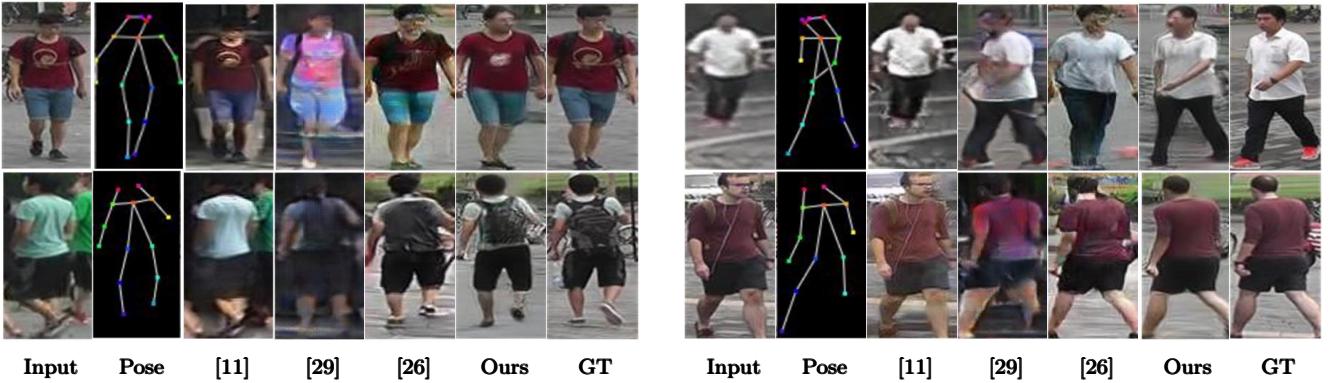 Input Pose [11] [29] [26] Ours GT Input Pose [11] [29] [26] Ours GT